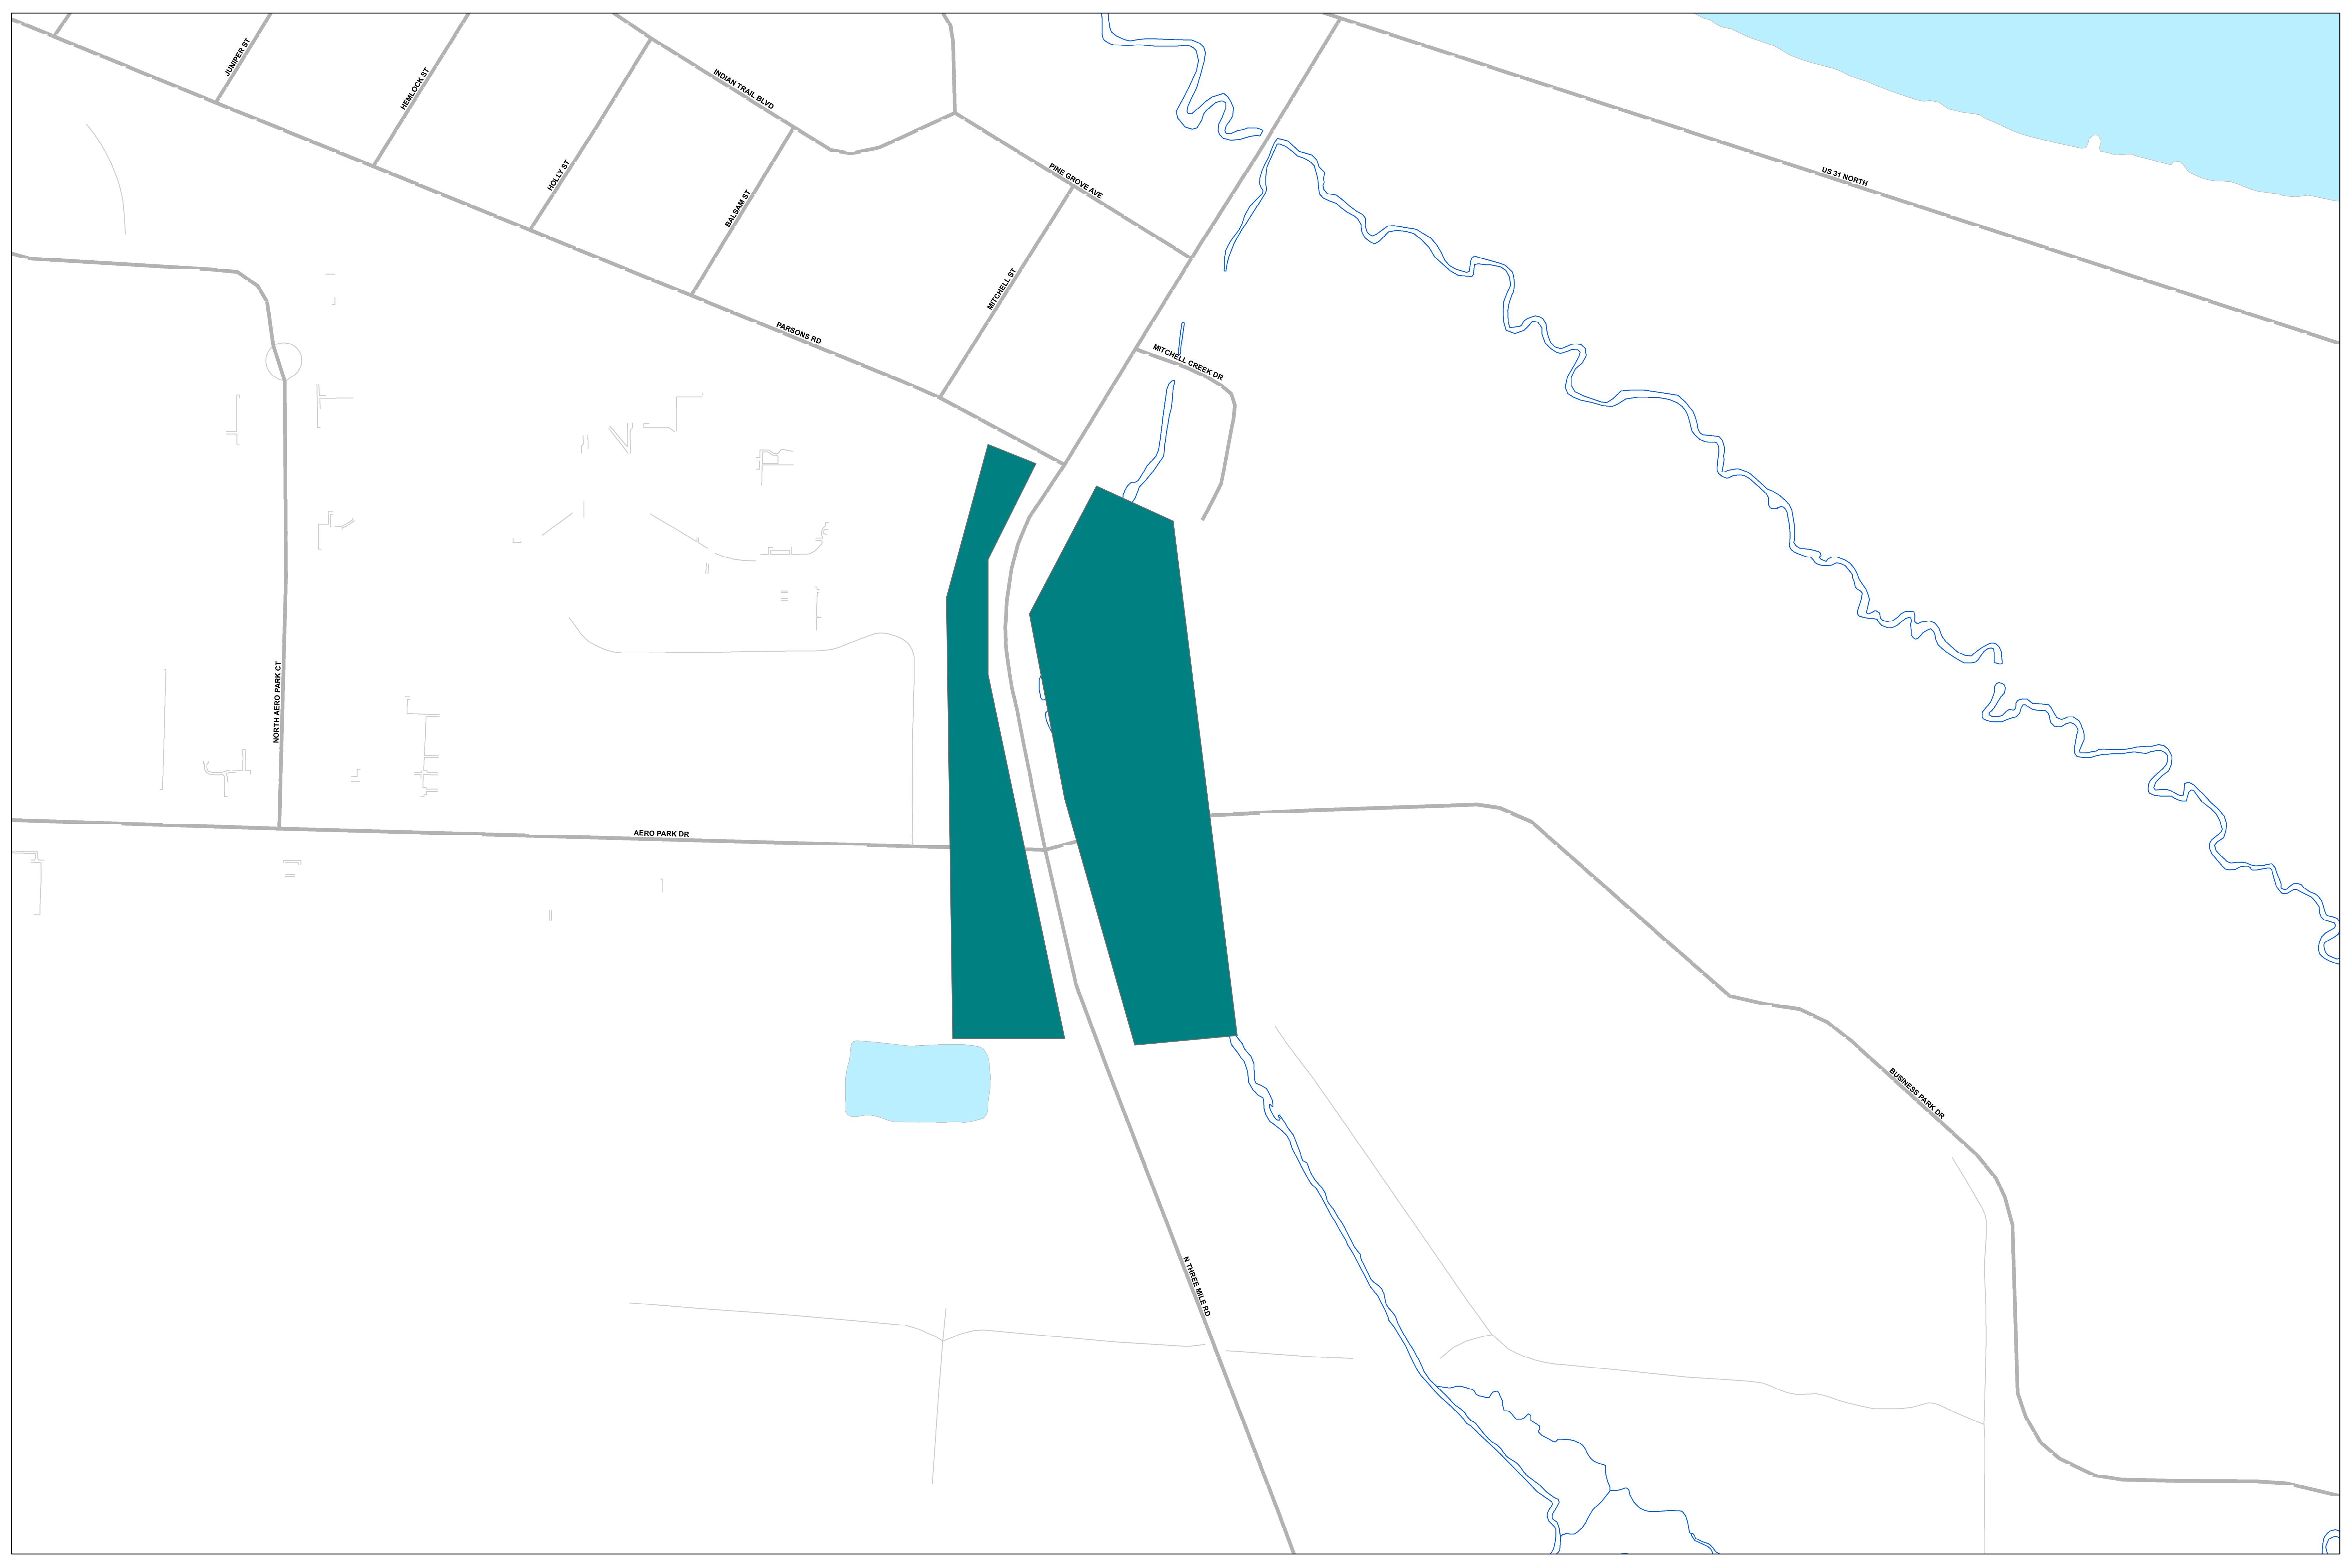 JUNIPER ST
HEMLOCK ST
INDIAN TRAIL BLVD
HOLLY ST
BALSAM ST
PINE GROVE AVE
US 31 NORTH
MITCHELL ST
PARSONS RD
MITCHELL CREEK DR
NORTH AERO PARK CT
AERO PARK DR
BUSINESS PARK DR
N THREE MILE RD